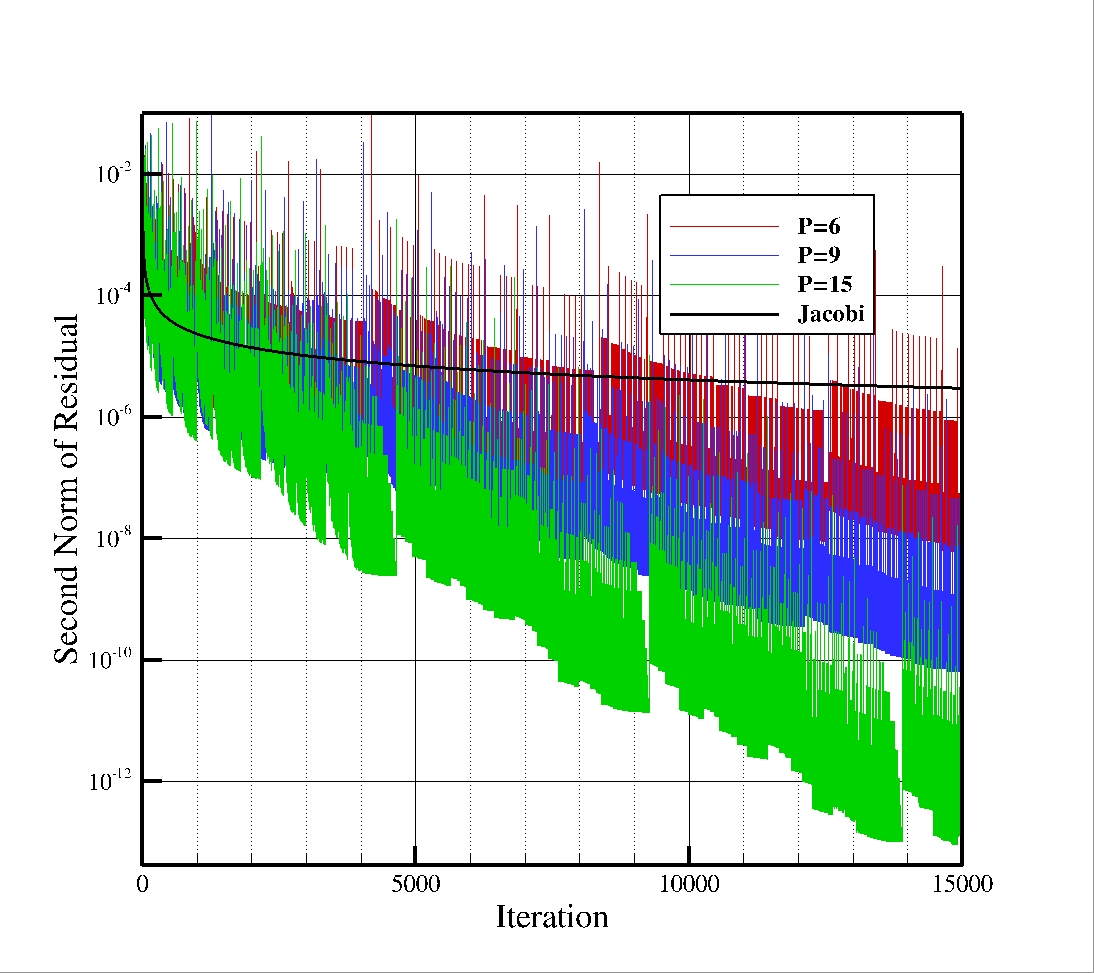 10⁻²
10⁻⁴
10⁻⁶
10⁻⁸
10⁻¹⁰
10⁻¹²
Second Norm of Residual
P=6
P=9
P=15
Jacobi
0 5000 10000 15000
Iteration